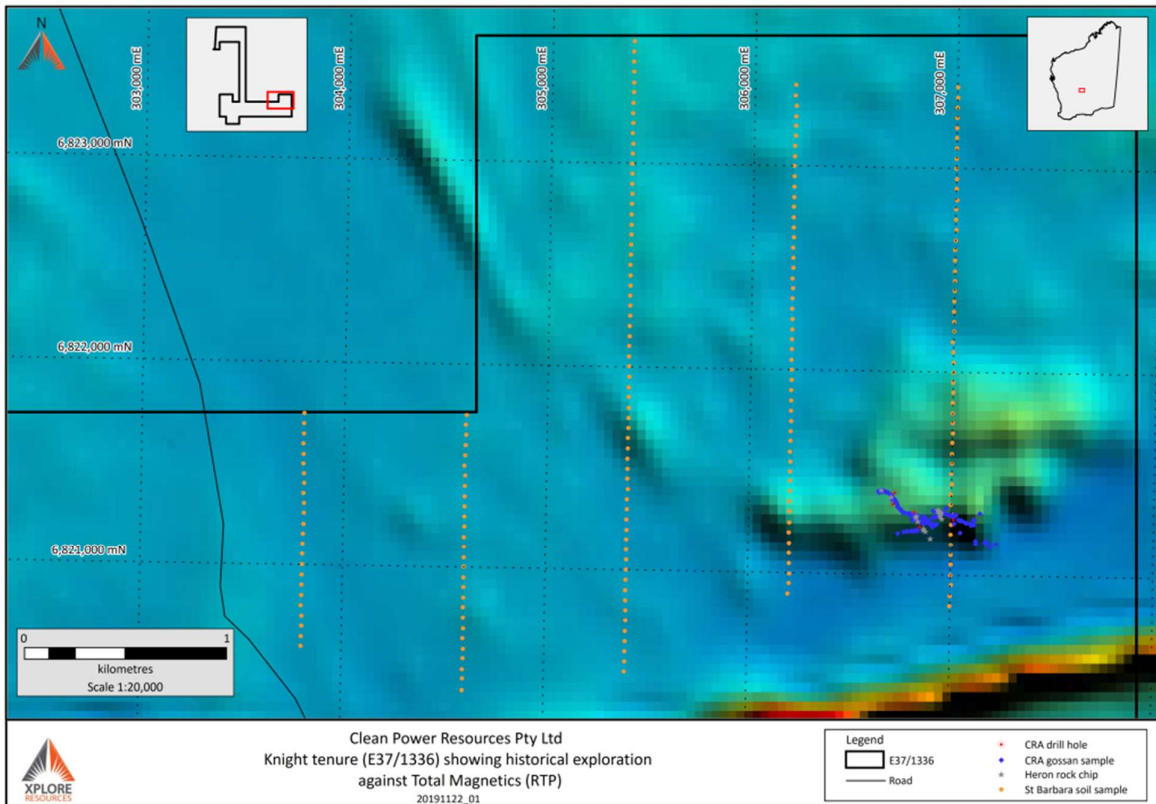 N
303,000 mE
304,000 mE
305,000 mE
306,000 mE
307,000 mE
6,823,000 mN
6,822,000 mN
6,821,000 mN
0 1
kilometres
Scale 1:20,000
XPLORE
RESOURCES
Clean Power Resources Pty Ltd
Knight tenure (E37/1336) showing historical exploration
against Total Magnetics (RTP)
20191122_01
Legend
E37/1336
Road
CRA drill hole
CRA gossan sample
Heron rock chip
St Barbara soil sample